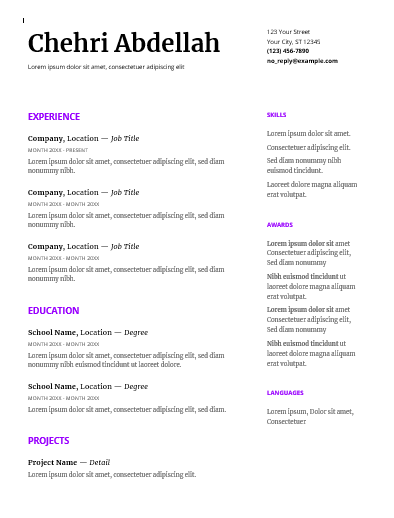 Chehri Abdellah
Lorem ipsum dolor sit amet, consectetuer adipiscing elit
123 Your Street
Your City, ST 12345
(123) 456-7890
no_reply@example.com
EXPERIENCE
Company, Location — Job Title
MONTH 20XX - PRESENT
Lorem ipsum dolor sit amet, consectetuer adipiscing elit, sed diam
nonummy nibh.
Company, Location — Job Title
MONTH 20XX - MONTH 20XX
Lorem ipsum dolor sit amet, consectetuer adipiscing elit, sed diam
nonummy nibh.
Company, Location — Job Title
MONTH 20XX - MONTH 20XX
Lorem ipsum dolor sit amet, consectetuer adipiscing elit, sed diam
nonummy nibh.
EDUCATION
School Name, Location — Degree
MONTH 20XX - MONTH 20XX
Lorem ipsum dolor sit amet, consectetuer adipiscing elit, sed diam
nonummy nibh euismod tincidunt ut laoreet dolore.
School Name, Location — Degree
MONTH 20XX - MONTH 20XX
Lorem ipsum dolor sit amet, consectetuer adipiscing elit, sed diam.
PROJECTS
Project Name — Detail
Lorem ipsum dolor sit amet, consectetuer adipiscing elit.
SKILLS
Lorem ipsum dolor sit amet.
Consectetuer adipiscing elit.
Sed diam nonummy nibh
euismod tincidunt.
Laoreet dolore magna aliquam
erat volutpat.
AWARDS
Lorem ipsum dolor sit amet
Consectetuer adipiscing elit,
Sed diam nonummy
Nibh euismod tincidunt ut
laoreet dolore magna aliquam
erat volutpat.
Lorem ipsum dolor sit amet
Consectetuer adipiscing elit,
Sed diam nonummy
Nibh euismod tincidunt ut
laoreet dolore magna aliquam
erat volutpat.
LANGUAGES
Lorem ipsum, Dolor sit amet,
Consectetuer